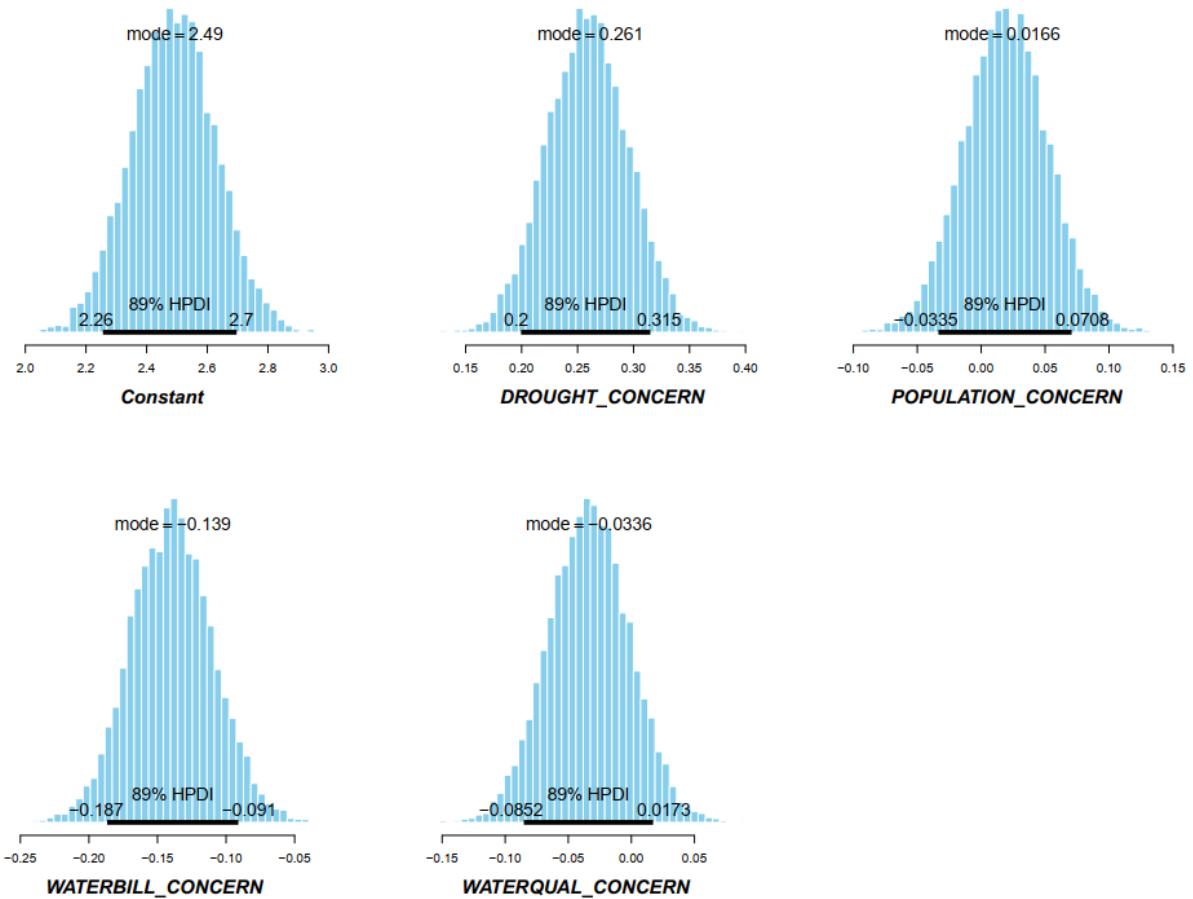 mode = 2.49
89% HPDI
2.26 2.7
2.0 2.2 2.4 2.6 2.8 3.0
Constant
mode = 0.261
89% HPDI
0.2 0.315
0.15 0.20 0.25 0.30 0.35 0.40
DROUGHT_CONCERN
mode = 0.0166
89% HPDI
−0.0335 0.0708
−0.10 −0.05 0.00 0.05 0.10 0.15
POPULATION_CONCERN
mode = −0.139
89% HPDI
−0.187 −0.091
−0.25 −0.20 −0.15 −0.10 −0.05
WATERBILL_CONCERN
mode = −0.0336
89% HPDI
−0.0852 0.0173
−0.15 −0.10 −0.05 0.00 0.05
WATERQUAL_CONCERN